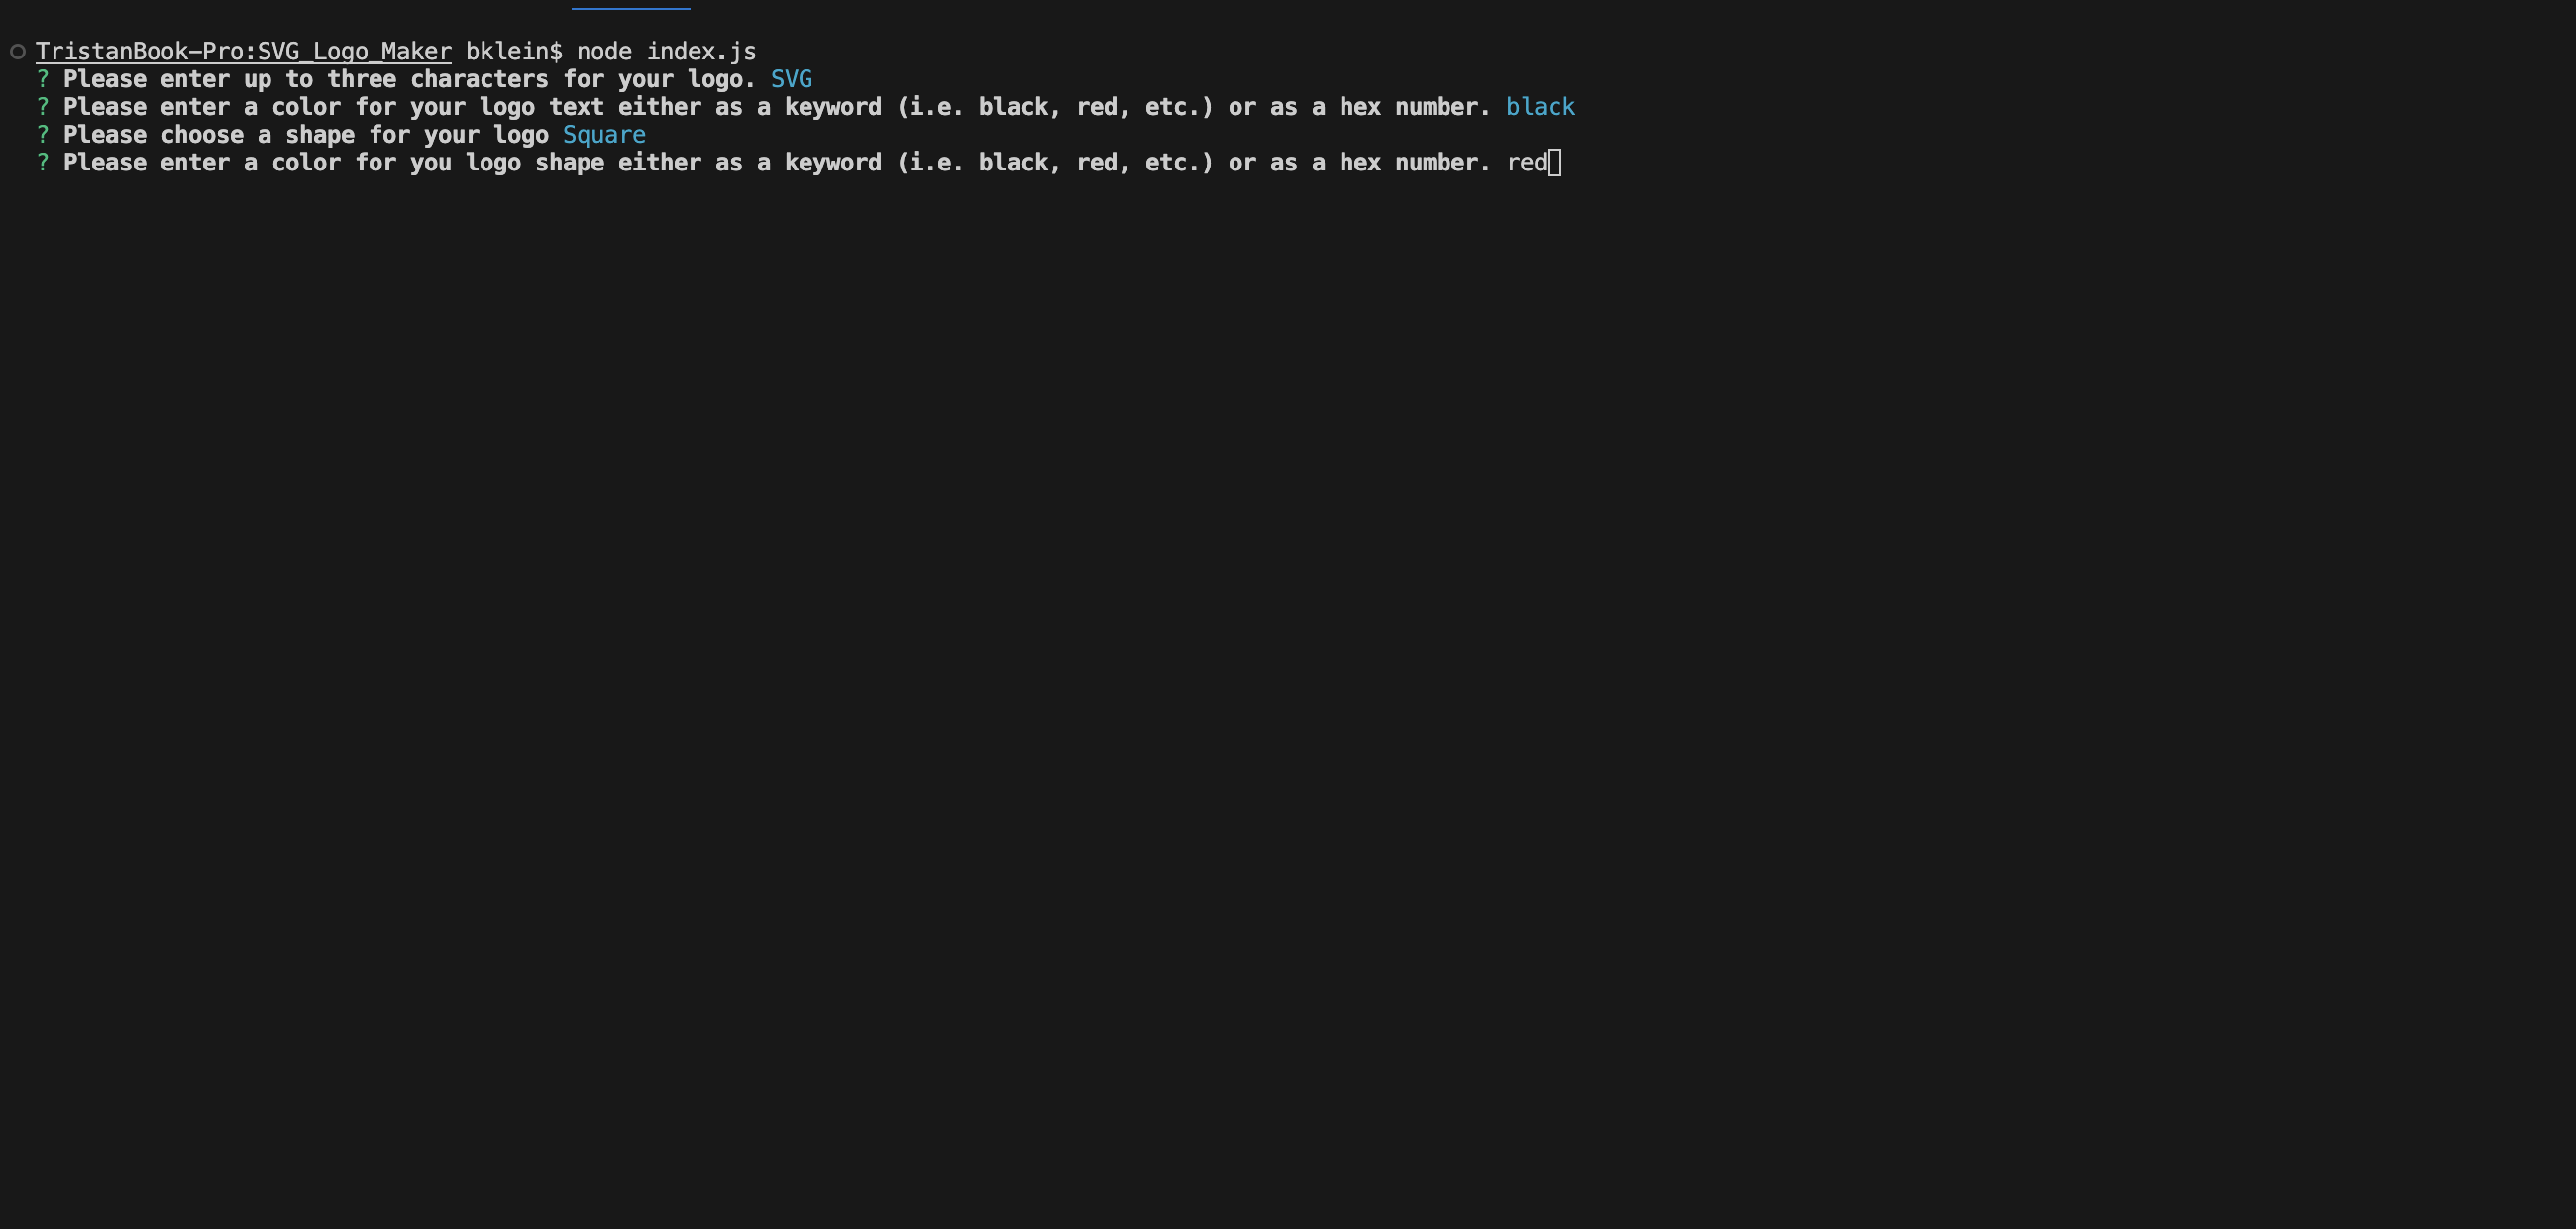 TristanBook-Pro:SVG_Logo_Maker bklein$ node index.js
? Please enter up to three characters for your logo. SVG
? Please enter a color for your logo text either as a keyword (i.e. black, red, etc.) or as a hex number. black
? Please choose a shape for your logo Square
? Please enter a color for you logo shape either as a keyword (i.e. black, red, etc.) or as a hex number. red